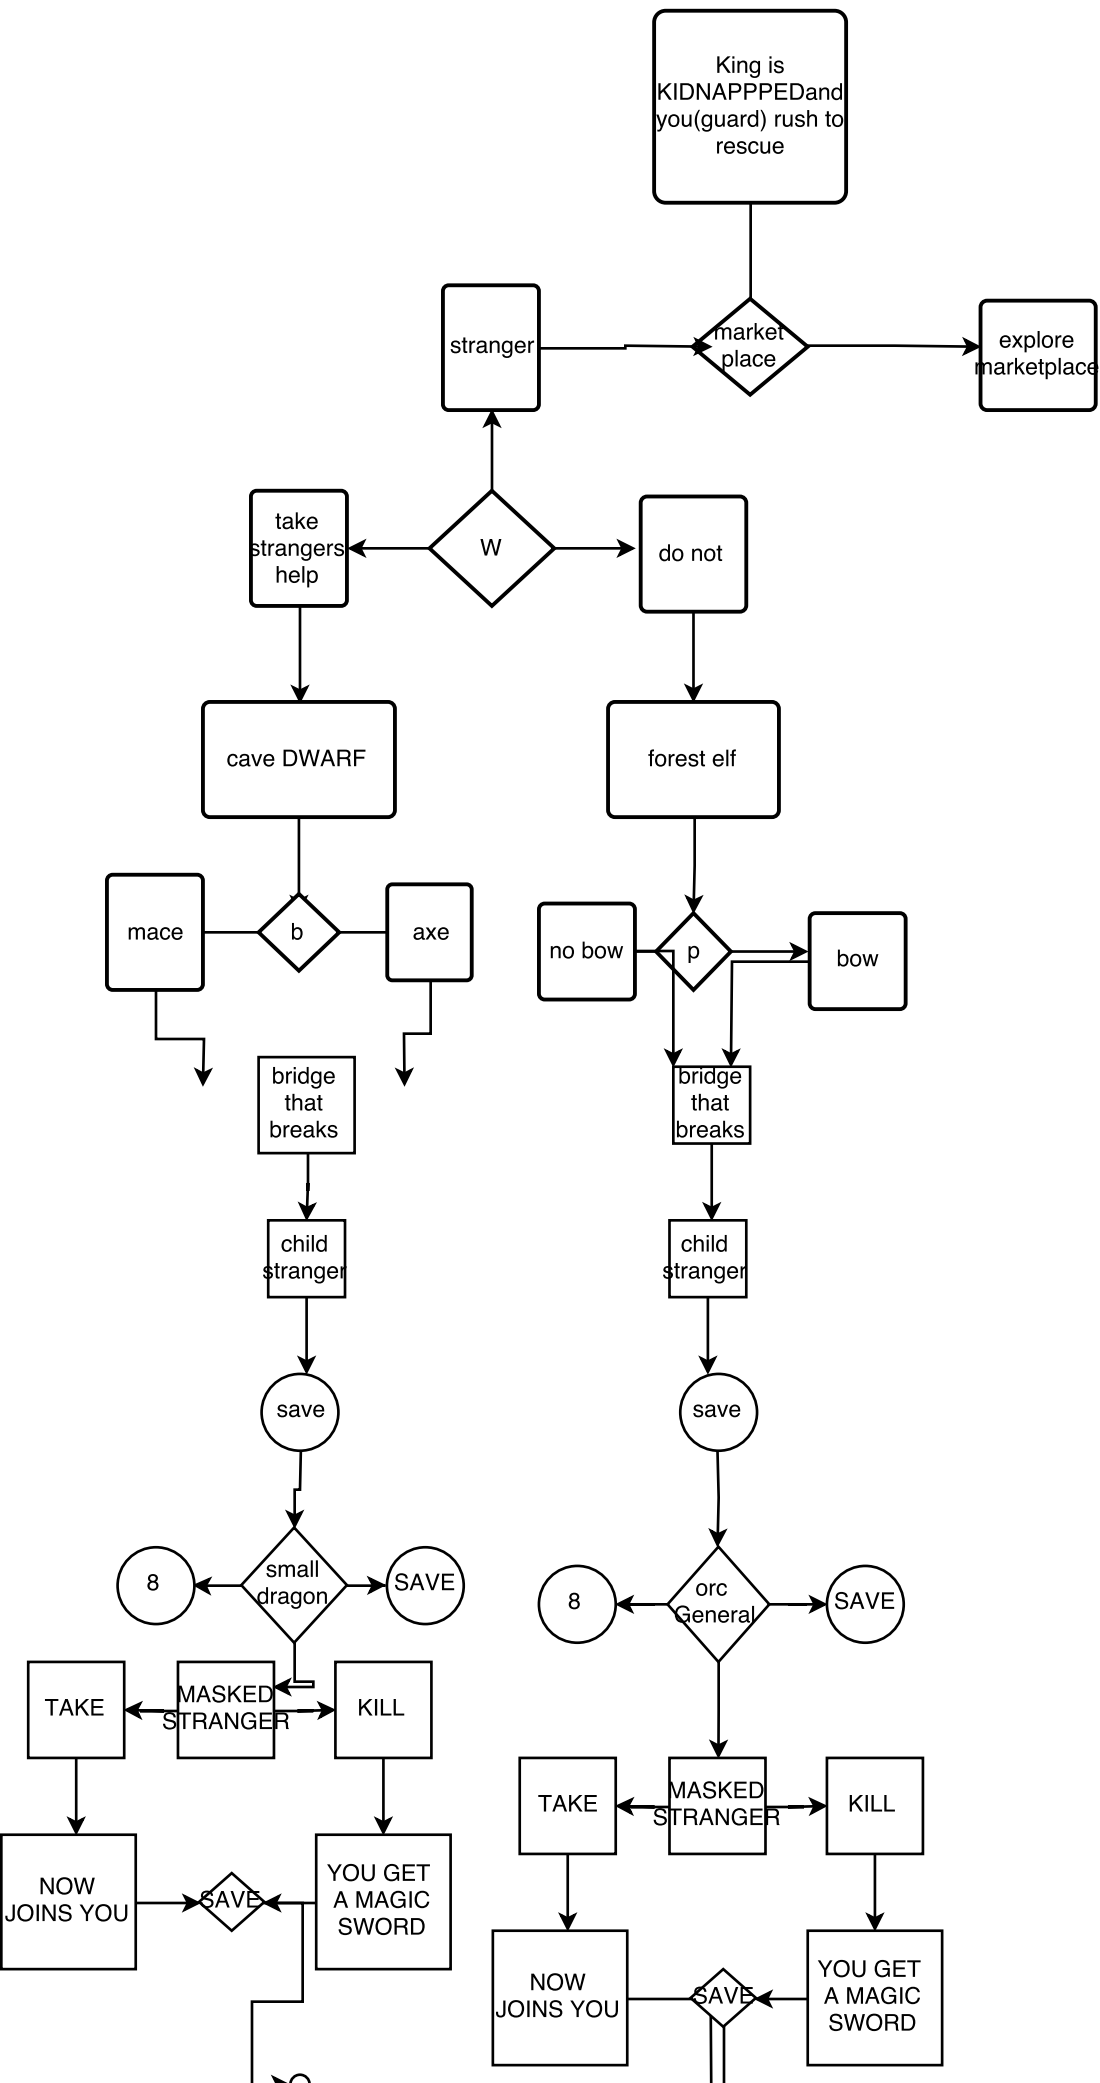 King is
KIDNAPPPEDand
you(guard) rush to
rescue
stranger
market
place
explore
marketplace
take
strangers
help
W
do not
cave DWARF
forest elf
mace
b
axe
no bow
p
bow
bridge
that
breaks
bridge
that
breaks
child
stranger
child
stranger
save
save
8
small
dragon
SAVE
8
orc
General
SAVE
TAKE
MASKED
STRANGER
KILL
TAKE
MASKED
STRANGER
KILL
NOW
JOINS YOU
SAVE
YOU GET
A MAGIC
SWORD
NOW
JOINS YOU
SAVE
YOU GET
A MAGIC
SWORD